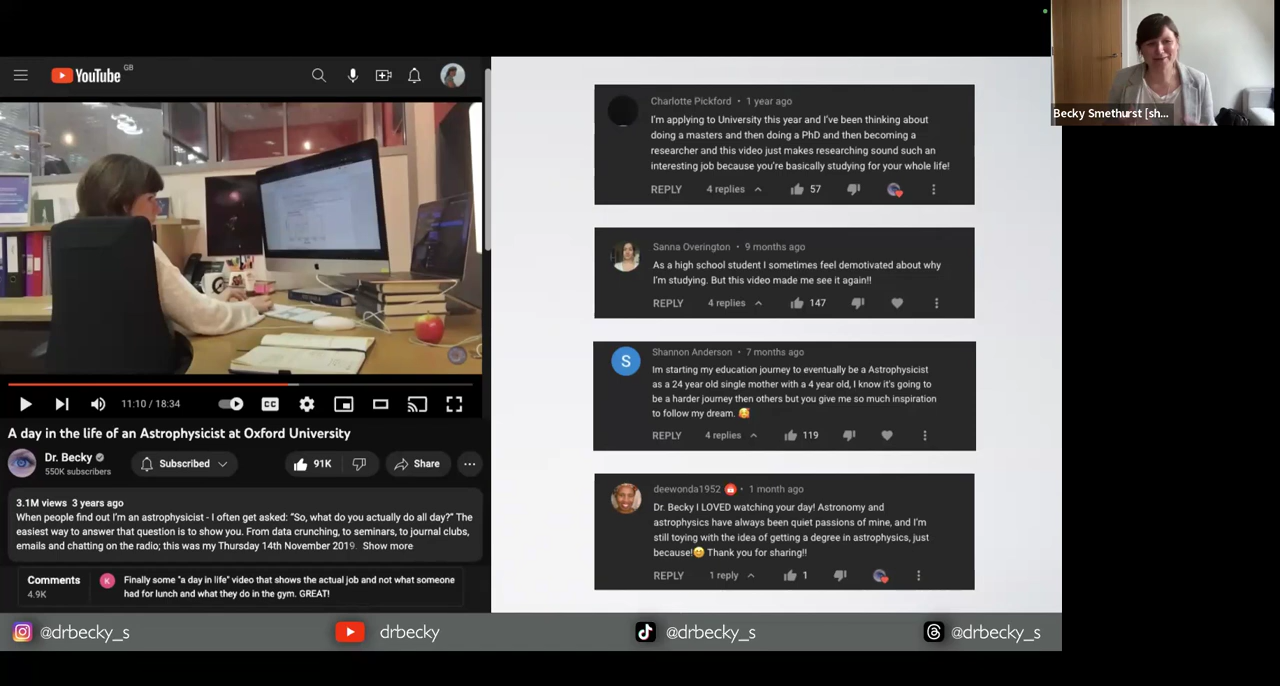 YouTube GB
11:10 / 18:34
CC
A day in the life of an Astrophysicist at Oxford University
Dr. Becky
550K subscribers
Subscribed
91K
Share
3.1M views 3 years ago
When people find out I'm an astrophysicist - I often get asked: "So, what do you actually do all day?" The
easiest way to answer that question is to show you. From data crunching, to seminars, to journal clubs,
emails and chatting on the radio; this was my Thursday 14th November 2019. Show more
Comments
4.9K
K
Finally some "a day in life" video that shows the actual job and not what someone
had for lunch and what they do in the gym. GREAT!
Charlotte Pickford • 1 year ago
I'm applying to University this year and I've been thinking about
doing a masters and then doing a PhD and then becoming a
researcher and this video just makes researching sound such an
interesting job because you're basically studying for your whole life!
REPLY 4 replies 57
Sanna Overington • 9 months ago
As a high school student I sometimes feel demotivated about why
I'm studying. But this video made me see it again!!
REPLY 4 replies 147
S
Shannon Anderson • 7 months ago
Im starting my education journey to eventually be a Astrophysicist
as a 24 year old single mother with a 4 year old, I know it's going to
be a harder journey then others but you give me so much inspiration
to follow my dream. 🥰
REPLY 4 replies 119
deewonda1952 • 1 month ago
Dr. Becky I LOVED watching your day! Astronomy and
astrophysics have always been quiet passions of mine, and I'm
still toying with the idea of getting a degree in astrophysics, just
because!😄 Thank you for sharing!!
REPLY 1 reply 1
@drbecky_s
drbecky
@drbecky_s
@drbecky_s
Becky Smethurst [sh...